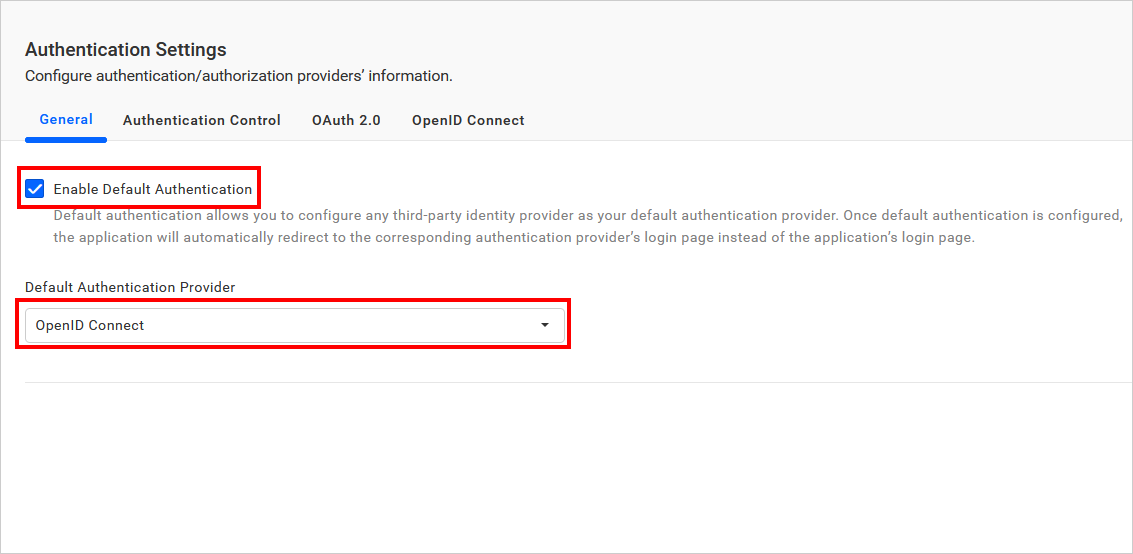 Authentication Settings
Configure authentication/authorization providers’ information.
General Authentication Control OAuth 2.0 OpenID Connect
Enable Default Authentication
Default authentication allows you to configure any third-party identity provider as your default authentication provider. Once default authentication is configured,
the application will automatically redirect to the corresponding authentication provider’s login page instead of the application’s login page.
Default Authentication Provider
OpenID Connect